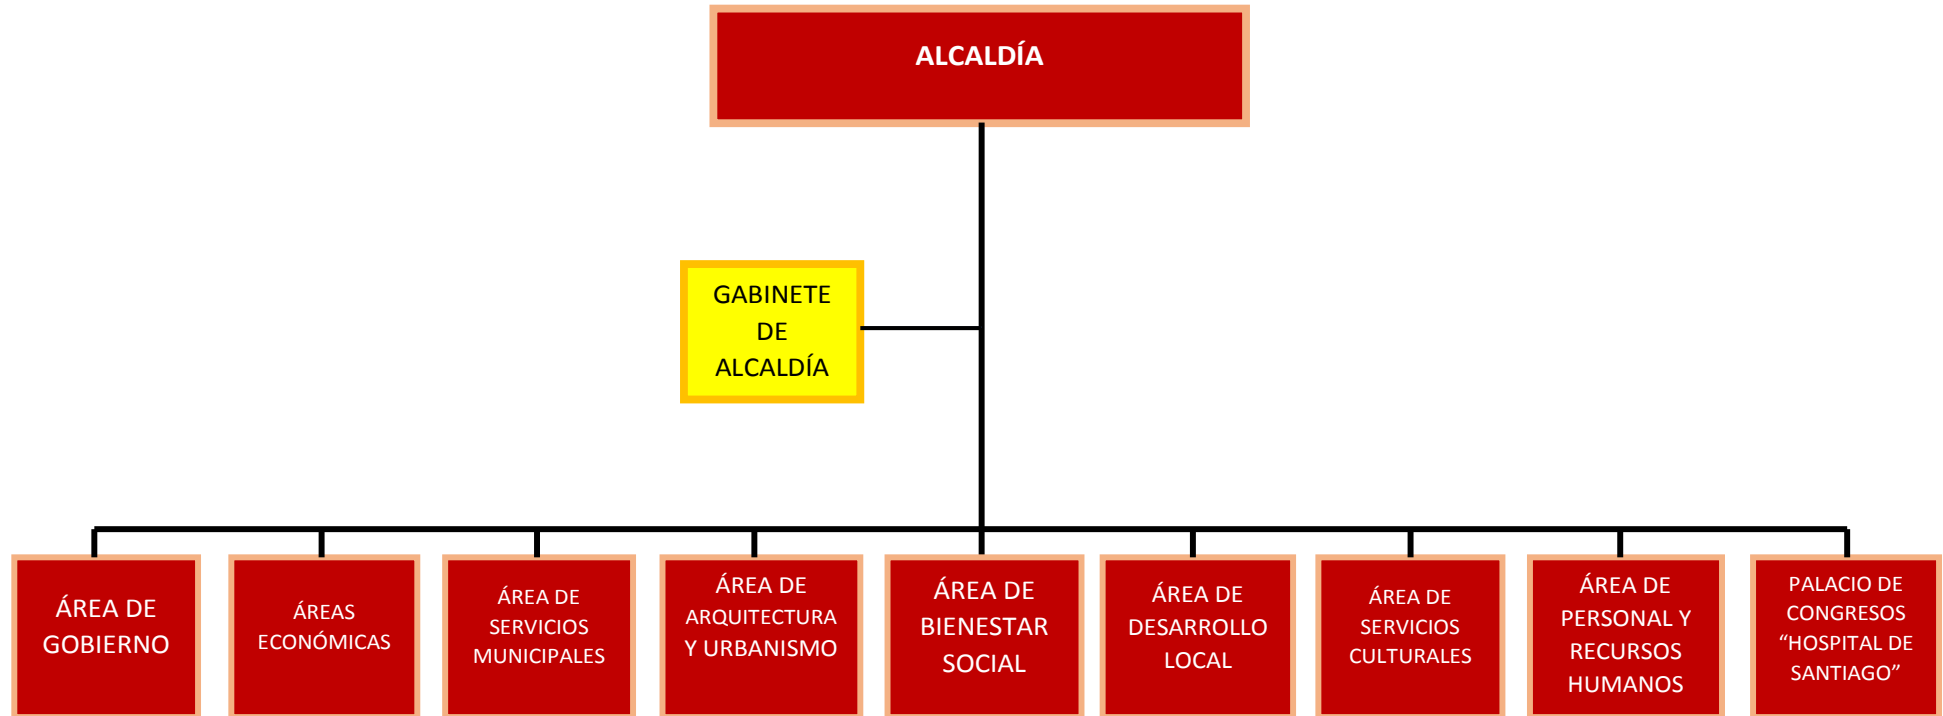 ALCALDÍA
GABINETE
DE
ALCALDÍA
ÁREA DE
GOBIERNO
ÁREAS
ECONÓMICAS
ÁREA DE
SERVICIOS
MUNICIPALES
ÁREA DE
ARQUITECTURA
Y URBANISMO
ÁREA DE
BIENESTAR
SOCIAL
ÁREA DE
DESARROLLO
LOCAL
ÁREA DE
SERVICIOS
CULTURALES
ÁREA DE
PERSONAL Y
RECURSOS
HUMANOS
PALACIO DE
CONGRESOS
“HOSPITAL DE
SANTIAGO”